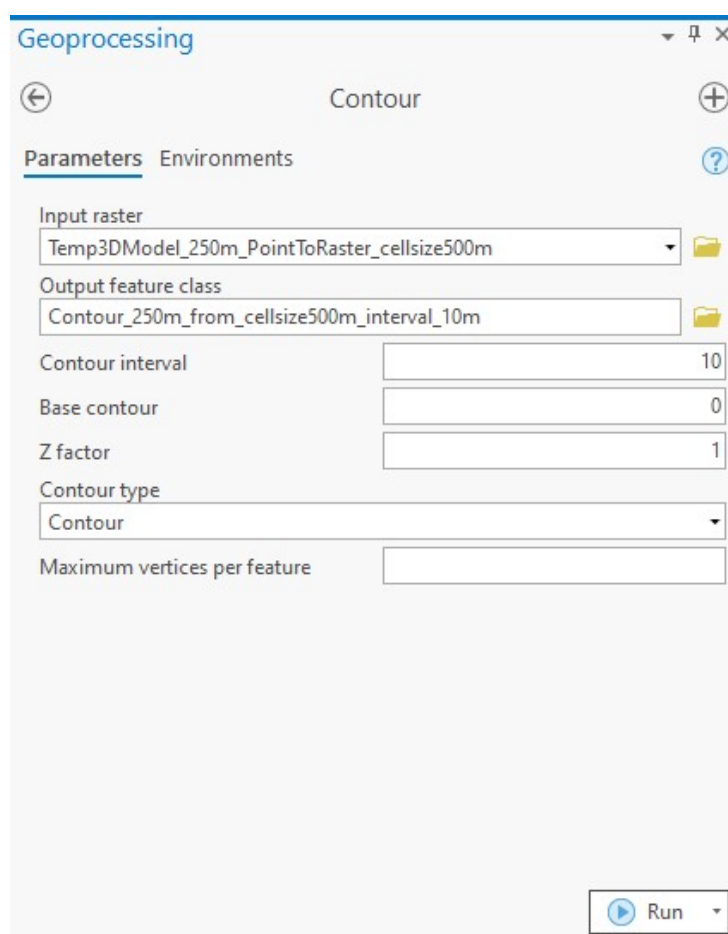 Geoprocessing
Contour
Parameters Environments
Input raster
Temp3DModel_250m_PointToRaster_cellsize500m
Output feature class
Contour_250m_from_cellsize500m_interval_10m
Contour interval 10
Base contour 0
Z factor 1
Contour type
Contour
Maximum vertices per feature
Run